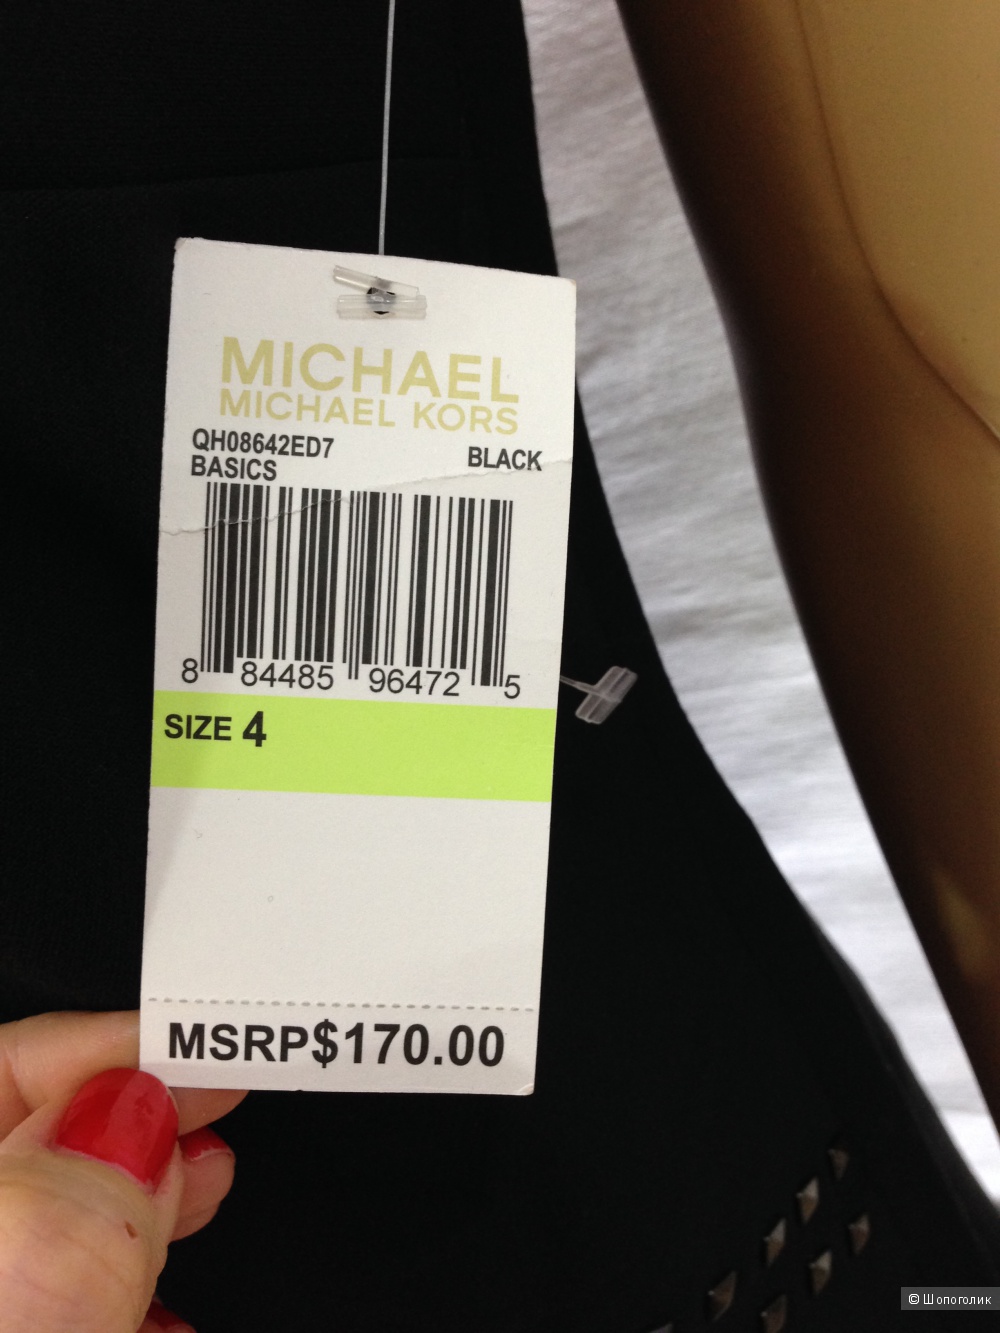 MICHAEL
MICHAEL KORS
QH08642ED7
BASICS
BLACK
8 84485 96472 5
SIZE 4
MSRP$170.00
© Шопоголик